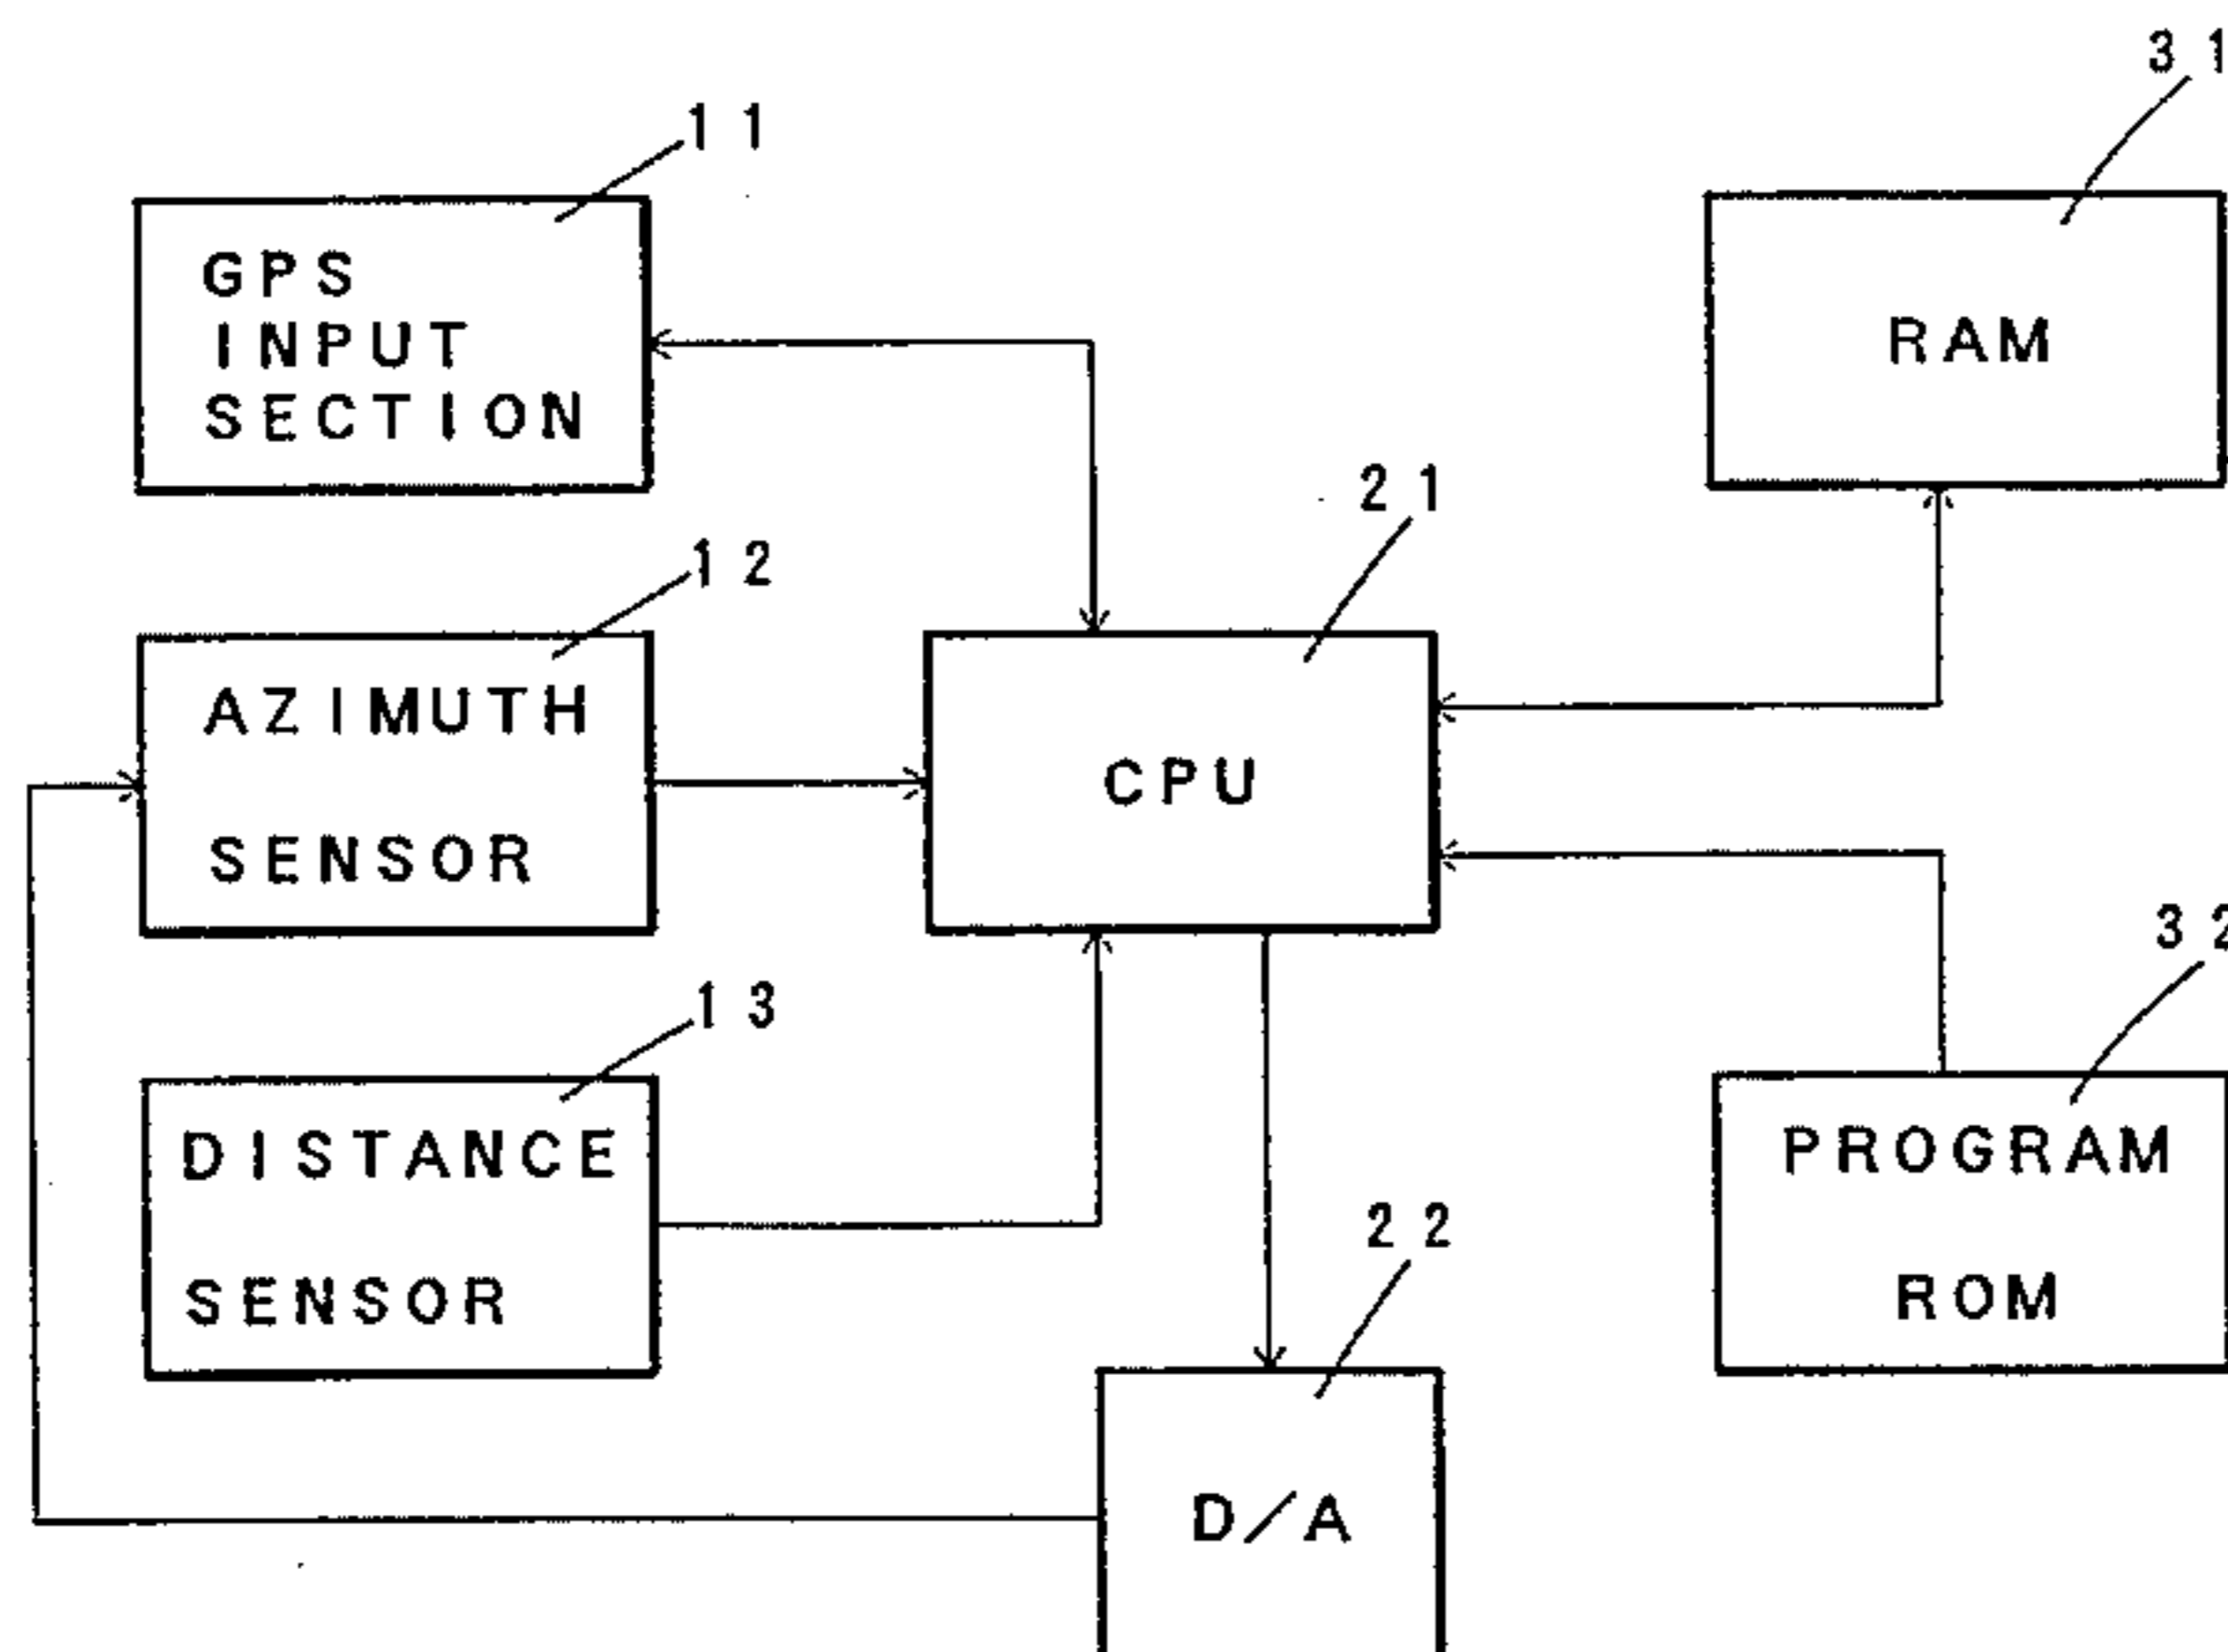 31
11
GPS
INPUT
SECTION
RAM
21
12
AZIMUTH
SENSOR
CPU
32
13
DISTANCE
SENSOR
PROGRAM
ROM
22
D/A